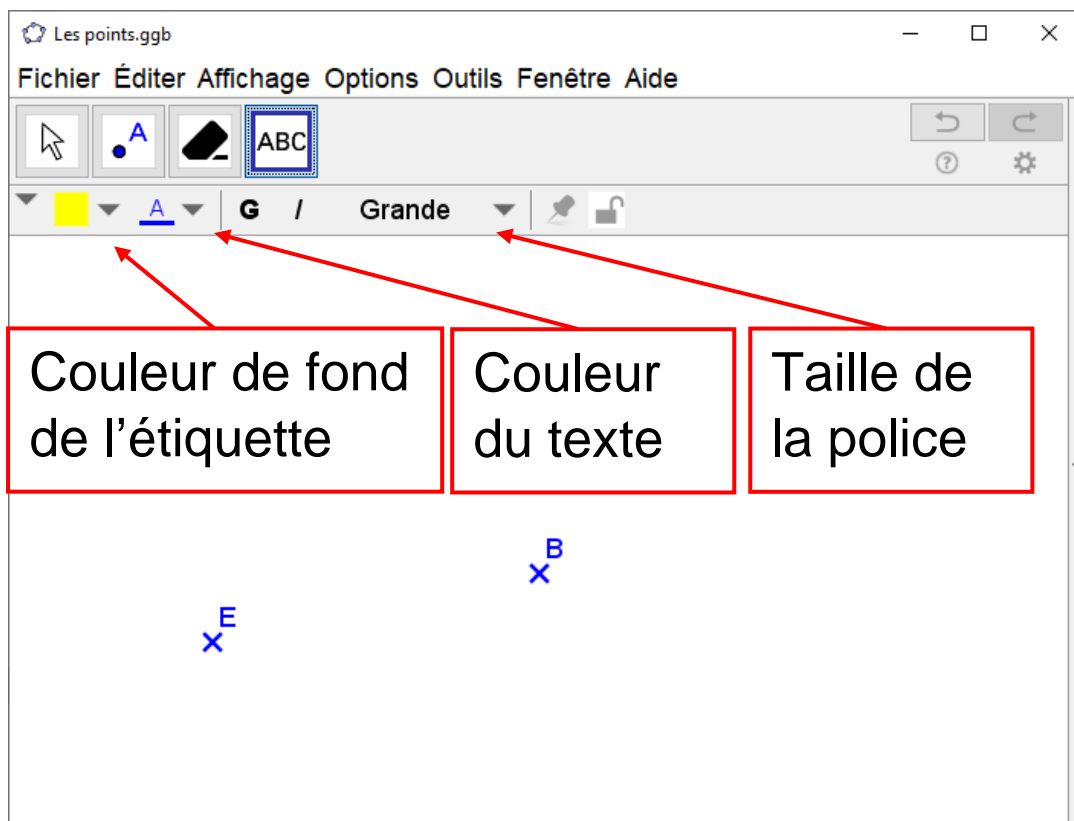 Les points.ggb
Fichier Éditer Affichage Options Outils Fenêtre Aide
A
ABC
?
A G I Grande
Couleur de fond
de l’étiquette
Couleur
du texte
Taille de
la police
B
E